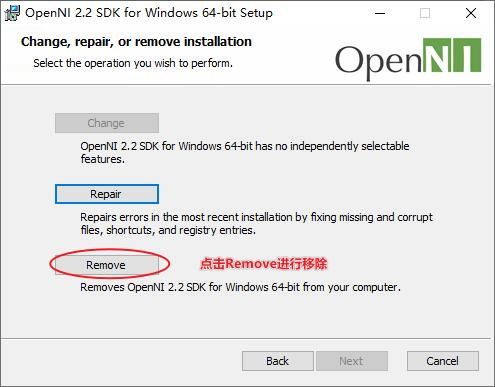 OpenNI 2.2 SDK for Windows 64-bit Setup
Change, repair, or remove installation
Select the operation you wish to perform.
OpenNI
Change
OpenNI 2.2 SDK for Windows 64-bit has no independently selectable
features.
Repair
Repairs errors in the most recent installation by fixing missing and corrupt
files, shortcuts, and registry entries.
Remove
点击Remove进行移除
Removes OpenNI 2.2 SDK for Windows 64-bit from your computer.
Back
Next
Cancel